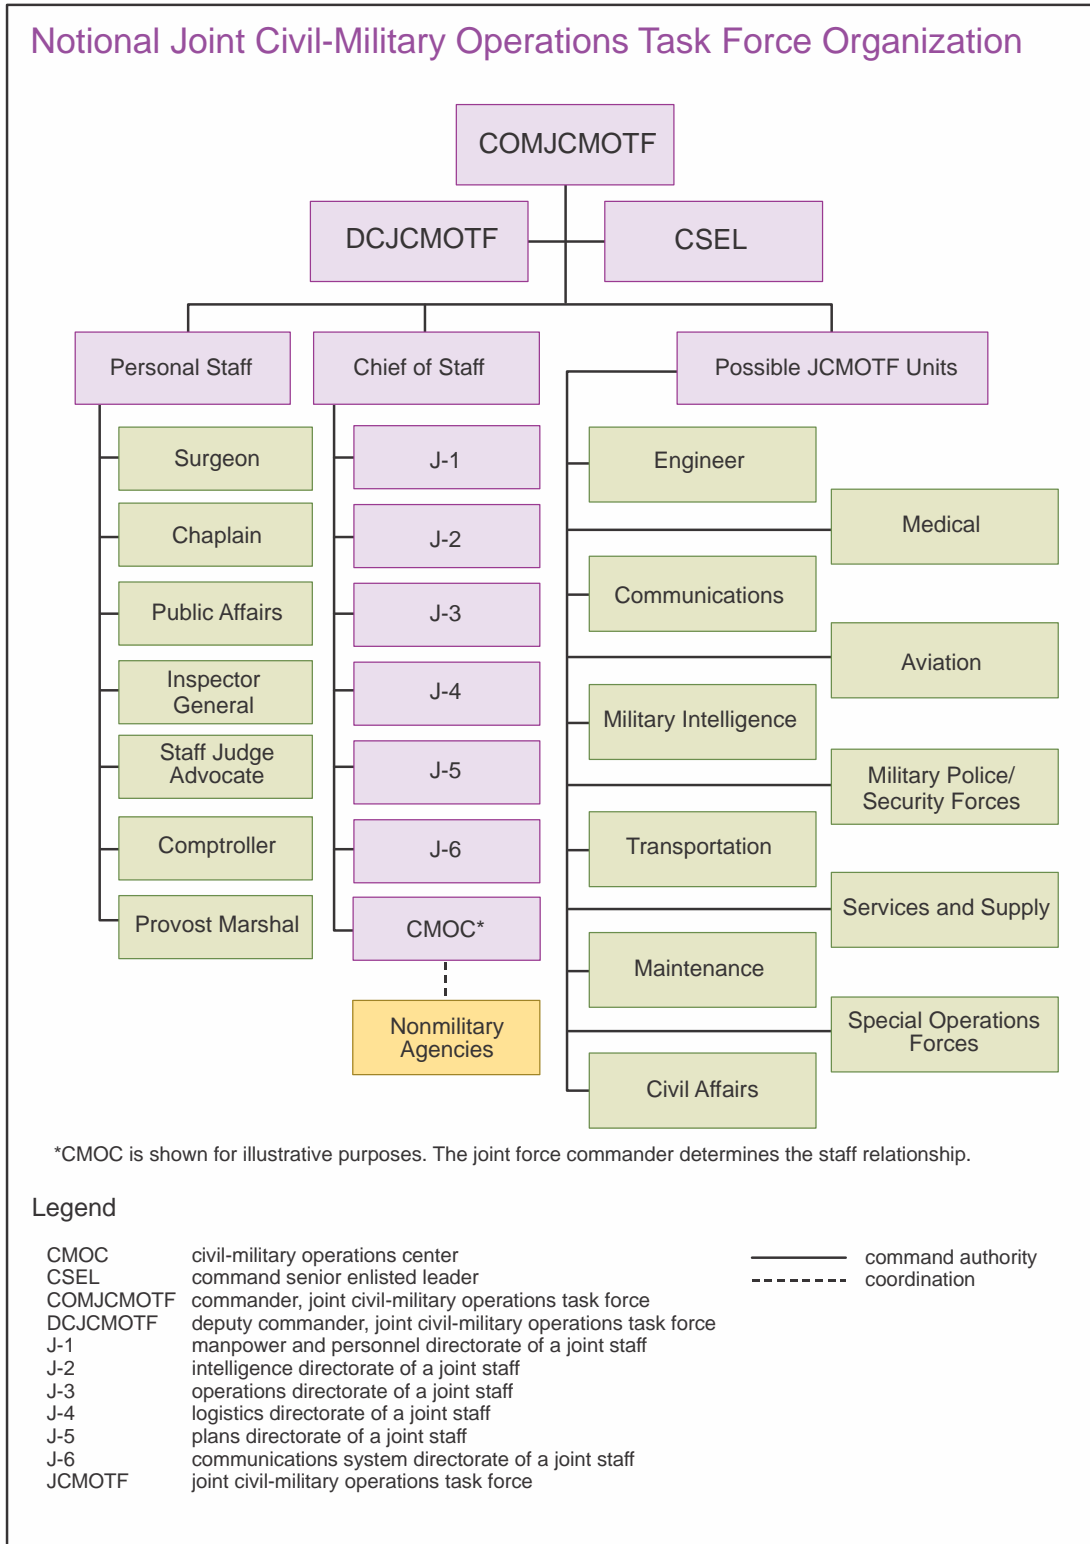 Notional Joint Civil-Military Operations Task Force Organization
COMJCMOTF
DCJCMOTF
CSEL
Personal Staff
Chief of Staff
Possible JCMOTF Units
Surgeon
Chaplain
Public Affairs
Inspector
General
Staff Judge
Advocate
Comptroller
Provost Marshal
J-1
J-2
J-3
J-4
J-5
J-6
CMOC*
Nonmilitary
Agencies
Engineer
Medical
Communications
Aviation
Military Intelligence
Military Police/
Security Forces
Transportation
Services and Supply
Maintenance
Special Operations
Forces
Civil Affairs
*CMOC is shown for illustrative purposes. The joint force commander determines the staff relationship.
Legend
CMOC civil-military operations center
CSEL command senior enlisted leader
COMJCMOTF commander, joint civil-military operations task force
DCJCMOTF deputy commander, joint civil-military operations task force
J-1 manpower and personnel directorate of a joint staff
J-2 intelligence directorate of a joint staff
J-3 operations directorate of a joint staff
J-4 logistics directorate of a joint staff
J-5 plans directorate of a joint staff
J-6 communications system directorate of a joint staff
JCMOTF joint civil-military operations task force
command authority
coordination